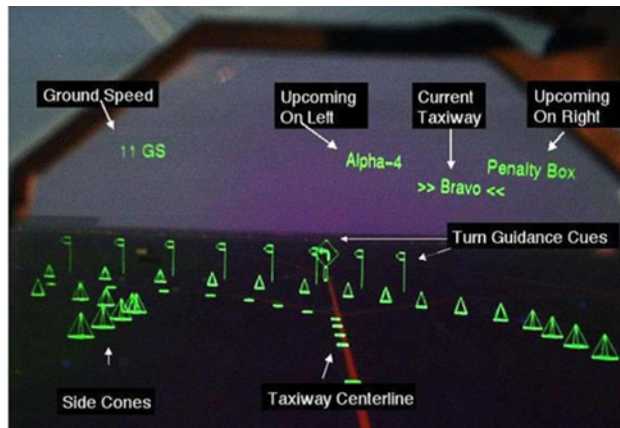 Ground Speed
Upcoming
On Left
Current
Taxiway
Upcoming
On Right
11 GS
Alpha-4
>> Bravo <<
Penalty Box
Turn Guidance Cues
Side Cones
Taxiway Centerline